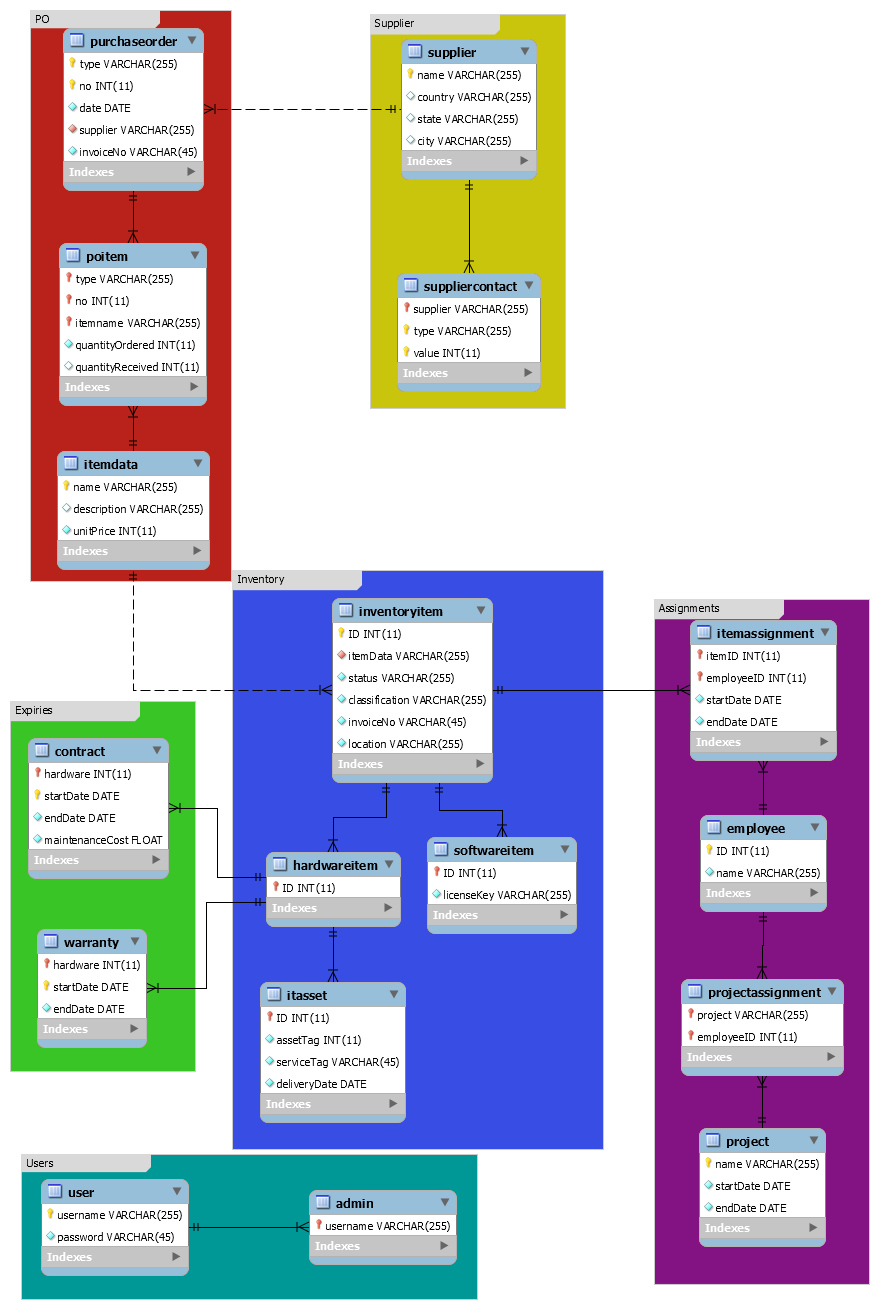 PO
purchaseorder
type VARCHAR(255)
no INT(11)
date DATE
supplier VARCHAR(255)
invoiceNo VARCHAR(45)
Indexes
poitem
type VARCHAR(255)
no INT(11)
itemname VARCHAR(255)
quantityOrdered INT(11)
quantityReceived INT(11)
Indexes
itemdata
name VARCHAR(255)
description VARCHAR(255)
unitPrice INT(11)
Indexes
Supplier
supplier
name VARCHAR(255)
country VARCHAR(255)
state VARCHAR(255)
city VARCHAR(255)
Indexes
suppliercontact
supplier VARCHAR(255)
type VARCHAR(255)
value INT(11)
Indexes
Inventory
inventoryitem
ID INT(11)
itemData VARCHAR(255)
status VARCHAR(255)
classification VARCHAR(255)
invoiceNo VARCHAR(45)
location VARCHAR(255)
Indexes
hardwareitem
ID INT(11)
Indexes
softwareitem
ID INT(11)
licenseKey VARCHAR(255)
Indexes
itasset
ID INT(11)
assetTag INT(11)
serviceTag VARCHAR(45)
deliveryDate DATE
Indexes
Assignments
itemassignment
itemID INT(11)
employeeID INT(11)
startDate DATE
endDate DATE
Indexes
employee
ID INT(11)
name VARCHAR(255)
Indexes
projectassignment
project VARCHAR(255)
employeeID INT(11)
Indexes
project
name VARCHAR(255)
startDate DATE
endDate DATE
Indexes
Expiries
contract
hardware INT(11)
startDate DATE
endDate DATE
maintenanceCost FLOAT
Indexes
warranty
hardware INT(11)
startDate DATE
endDate DATE
Indexes
Users
user
username VARCHAR(255)
password VARCHAR(45)
Indexes
admin
username VARCHAR(255)
Indexes